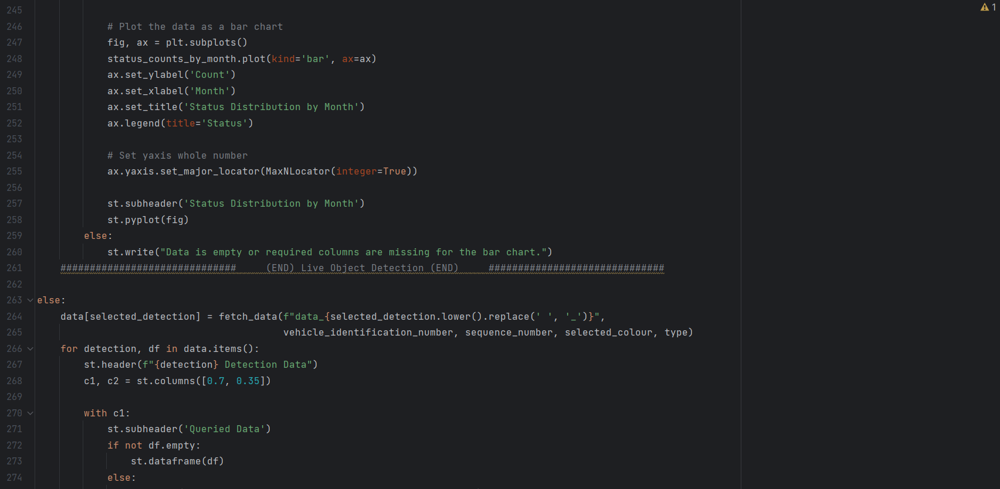 245
1
246 # Plot the data as a bar chart
247 fig, ax = plt.subplots()
248 status_counts_by_month.plot(kind='bar', ax=ax)
249 ax.set_ylabel('Count')
250 ax.set_xlabel('Month')
251 ax.set_title('Status Distribution by Month')
252 ax.legend(title='Status')
253
254 # Set yaxis whole number
255 ax.yaxis.set_major_locator(MaxNLocator(integer=True))
256
257 st.subheader('Status Distribution by Month')
258 st.pyplot(fig)
259 else:
260 st.write("Data is empty or required columns are missing for the bar chart.")
261 ############################## (END) Live Object Detection (END) ##############################
262
263 else:
264 data[selected_detection] = fetch_data(f"data_{selected_detection.lower().replace(' ', '_')}",
265 vehicle_identification_number, sequence_number, selected_colour, type)
266 for detection, df in data.items():
267 st.header(f"{detection} Detection Data")
268 c1, c2 = st.columns([0.7, 0.35])
269
270 with c1:
271 st.subheader('Queried Data')
272 if not df.empty:
273 st.dataframe(df)
274 else: